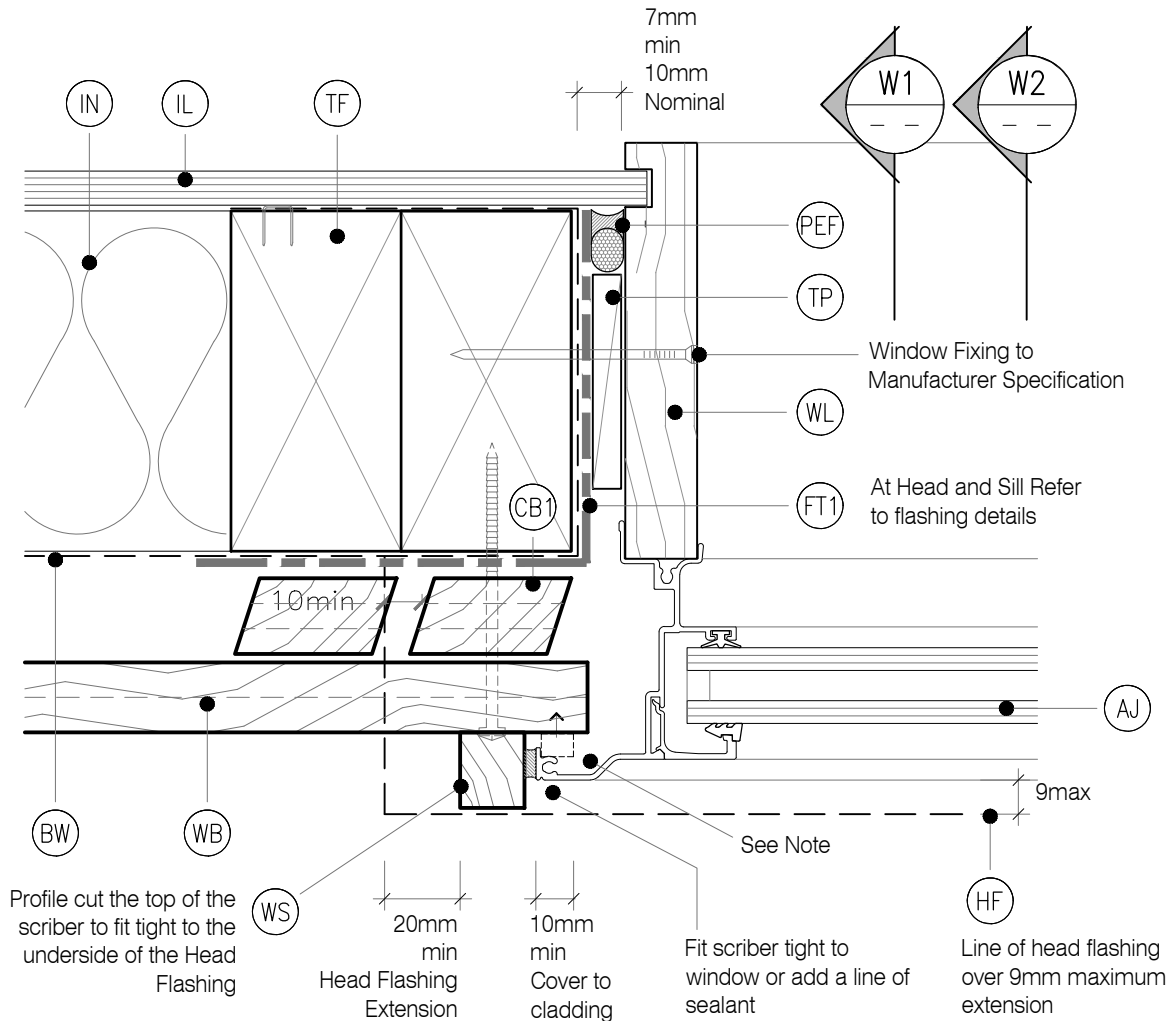 7mm
min
10mm
Nominal
W1
W2
IN
IL
TF
PEF
TP
Window Fixing to
Manufacturer Specification
WL
CB1
FT1
At Head and Sill Refer
to flashing details
10min
AJ
9max
BW
WB
See Note
HF
WS
Profile cut the top of the
scriber to fit tight to the
underside of the Head
Flashing
20mm
min
Head Flashing
Extension
10mm
min
Cover to
cladding
Fit scriber tight to
window or add a line of
sealant
Line of head flashing
over 9mm maximum
extension